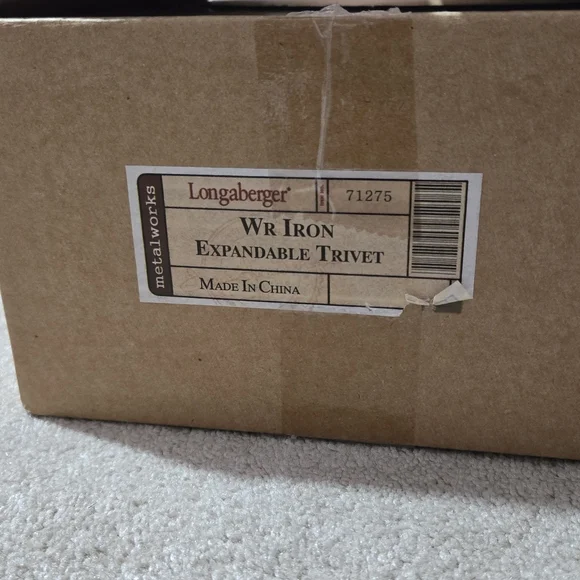 metalworks
Longaberger®
71275
WR IRON
EXPANDABLE TRIVET
MADE IN CHINA